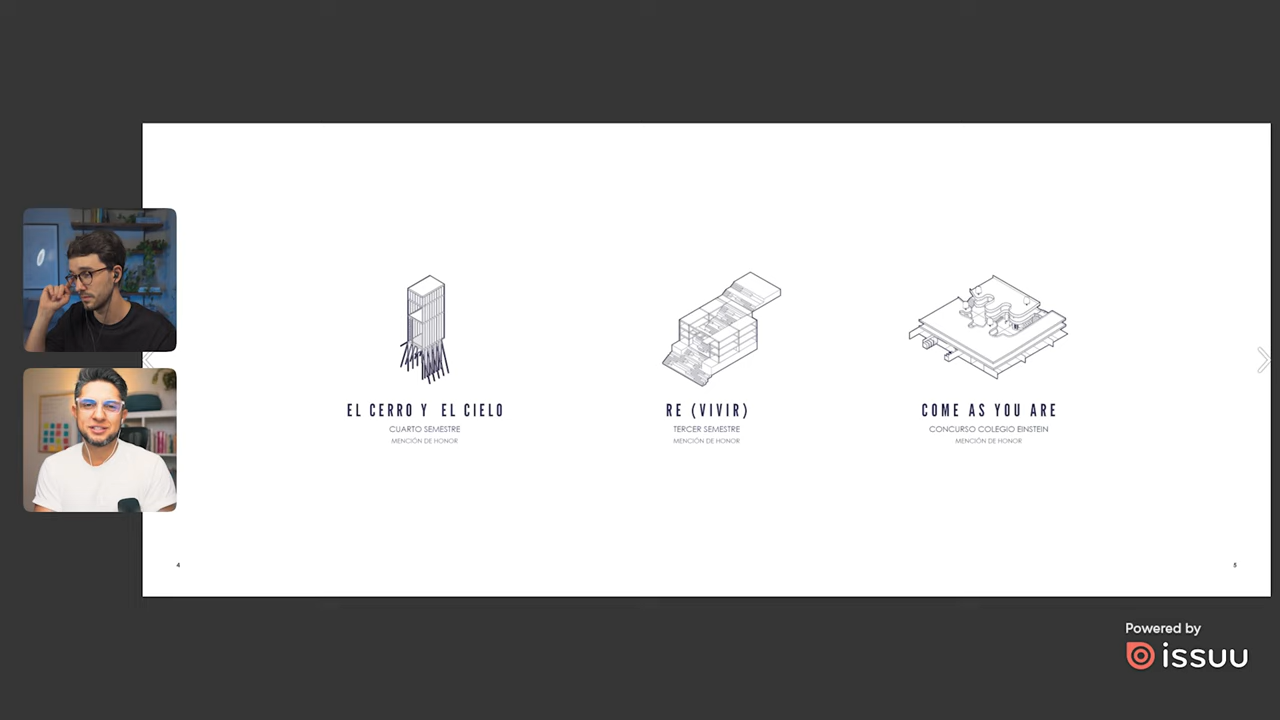 EL CERRO Y EL CIELO
CUARTO SEMESTRE
MENCIÓN DE HONOR
RE (VIVIR)
TERCER SEMESTRE
MENCIÓN DE HONOR
COME AS YOU ARE
CONCURSO COLEGIO EINSTEIN
MENCIÓN DE HONOR
4
5
Powered by
issuu